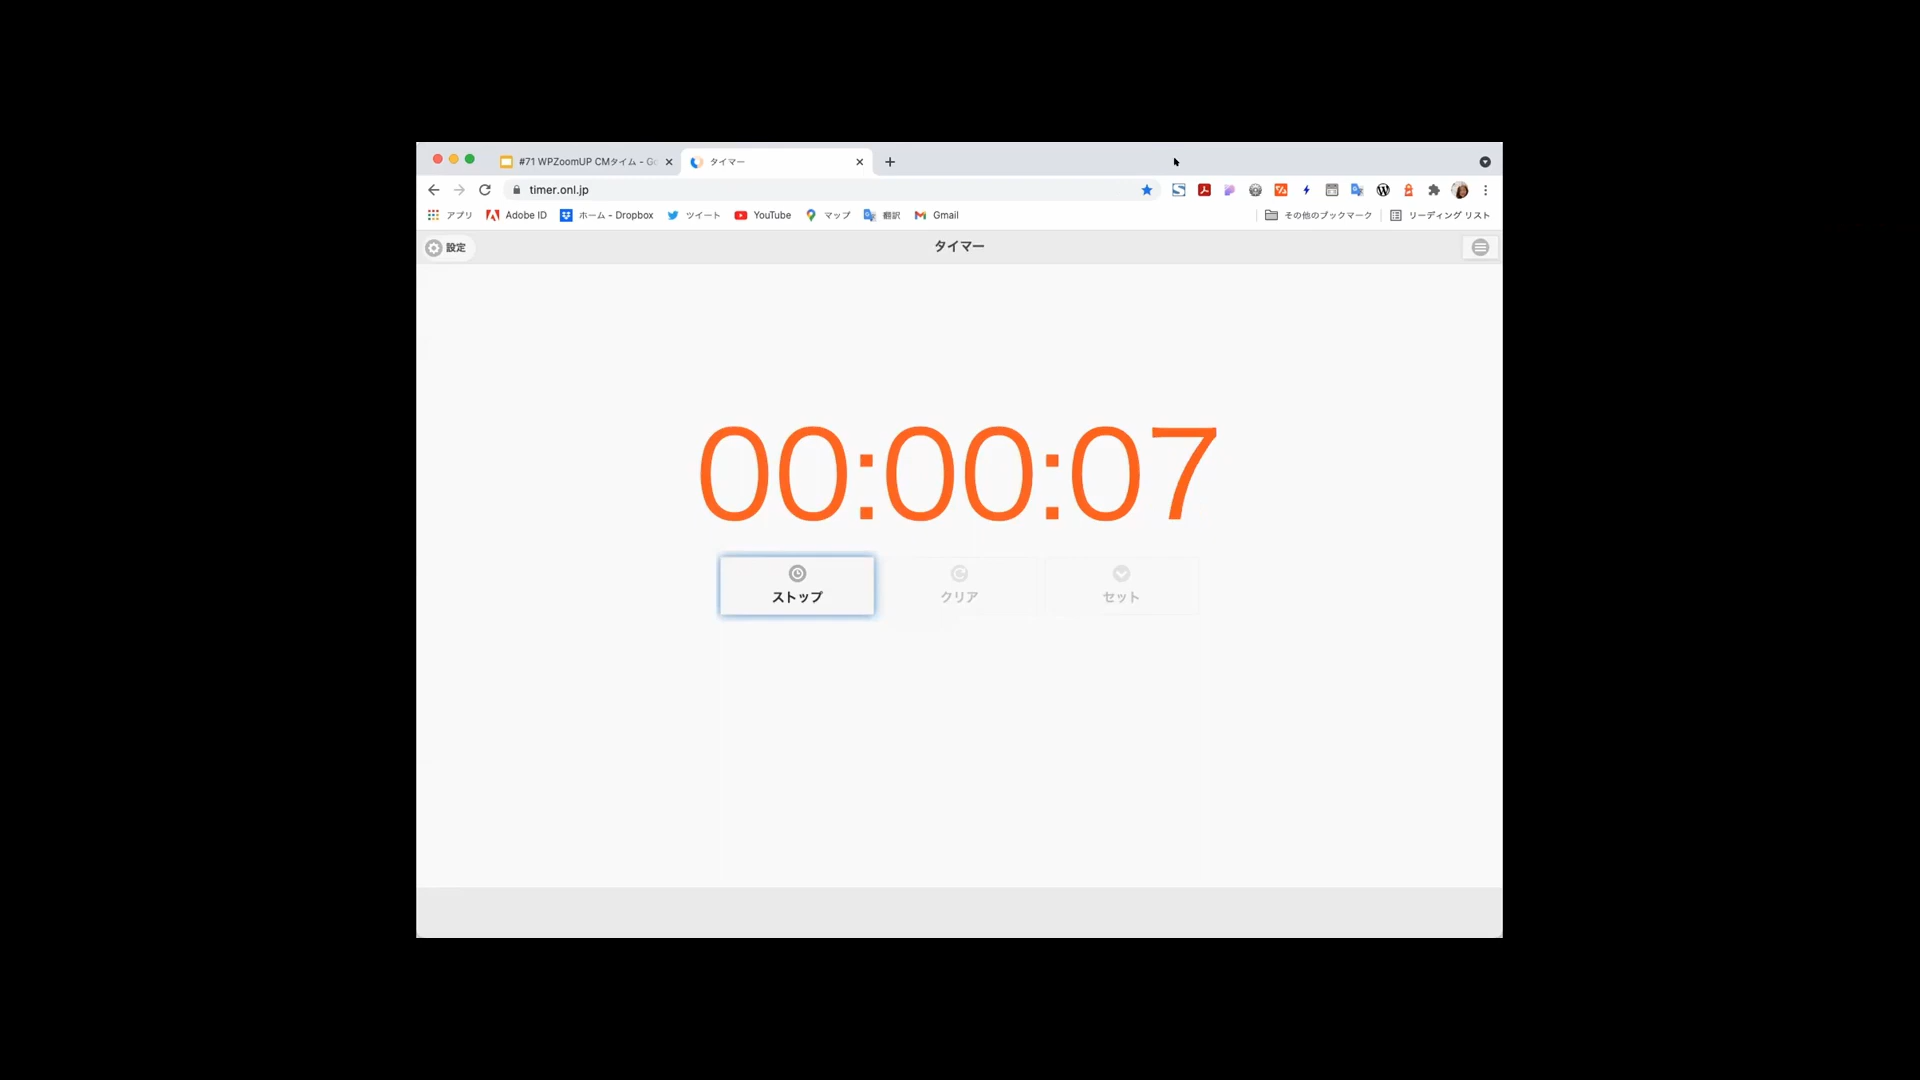 #71 WPZoomUP CMタイム - Go
タイマー
timer.onl.jp
アプリ Adobe ID ホーム - Dropbox ツイート YouTube マップ 翻訳 Gmail その他のブックマーク リーディング リスト
設定 タイマー
00:00:07
ストップ クリア セット